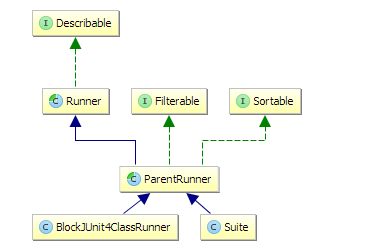 I Describable
C Runner
I Filterable
I Sortable
C ParentRunner
C BlockJUnit4ClassRunner
C Suite